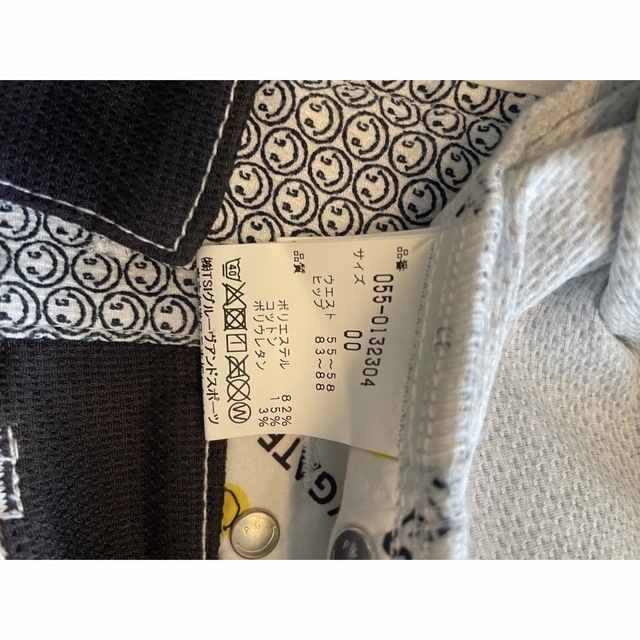 品番 055-0132304
サイズ 00
ウエスト 55~58
ヒップ 83~88
品質
ポリエステル 82%
コットン 15%
ポリウレタン 3%
40
W
㈱TSIグルーヴアンドスポーツ
P G